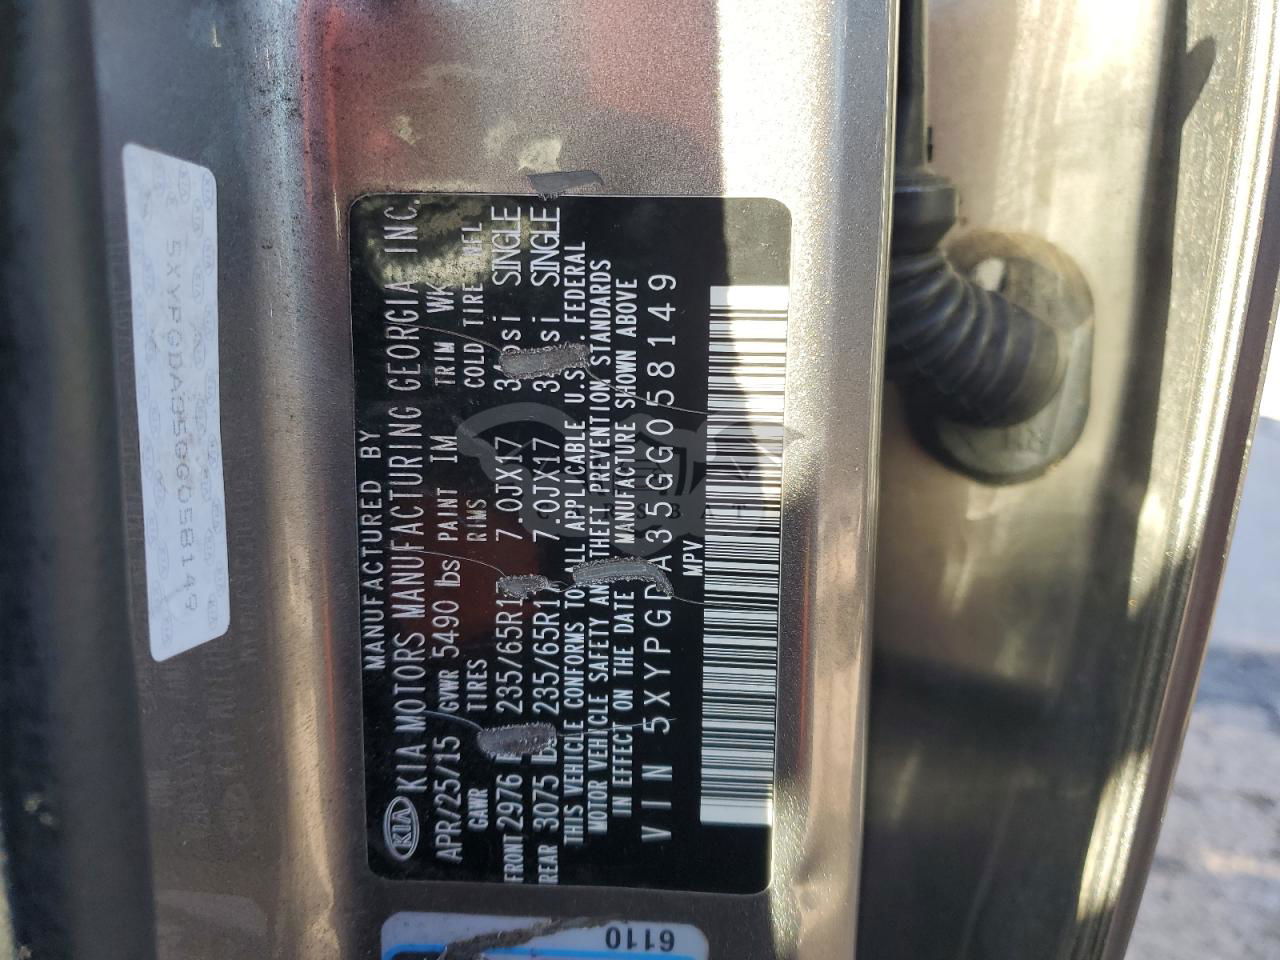 MANUFACTURED BY
KIA KIA MOTORS MANUFACTURING GEORGIA, INC.
APR/25/15 GVWR 5490 lbs PAINT IM TRIM WK
GAWR TIRES RIMS COLD TIRE
FRONT 2976 235/65R17 7.0JX17 SINGLE
REAR 3075 235/65R17 7.0JX17 SINGLE
THIS VEHICLE CONFORMS TO ALL APPLICABLE U.S. FEDERAL
MOTOR VEHICLE SAFETY AND THEFT PREVENTION STANDARDS
IN EFFECT ON THE DATE MANUFACTURE SHOWN ABOVE
VIN 5XYPGDA35GG058149
MPV
5XYPGDA35GG058149
6110